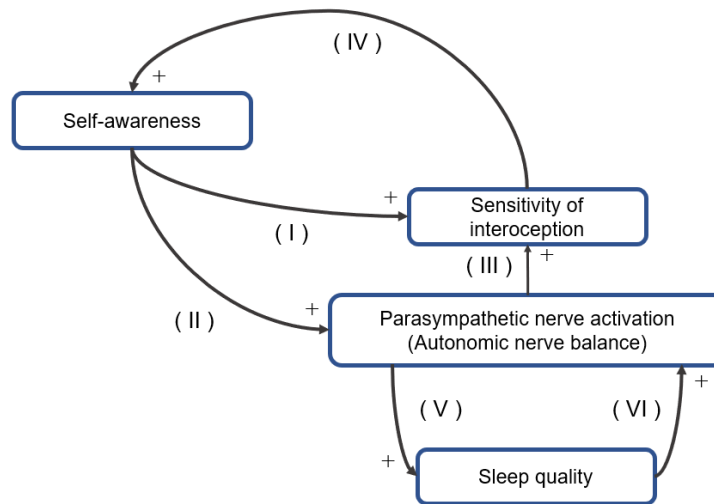 ( IV )
+
Self-awareness
+
Sensitivity of
interoception
( I )
( III )
+
+
( II )
Parasympathetic nerve activation
(Autonomic nerve balance)
+
( V )
( VI )
+
Sleep quality